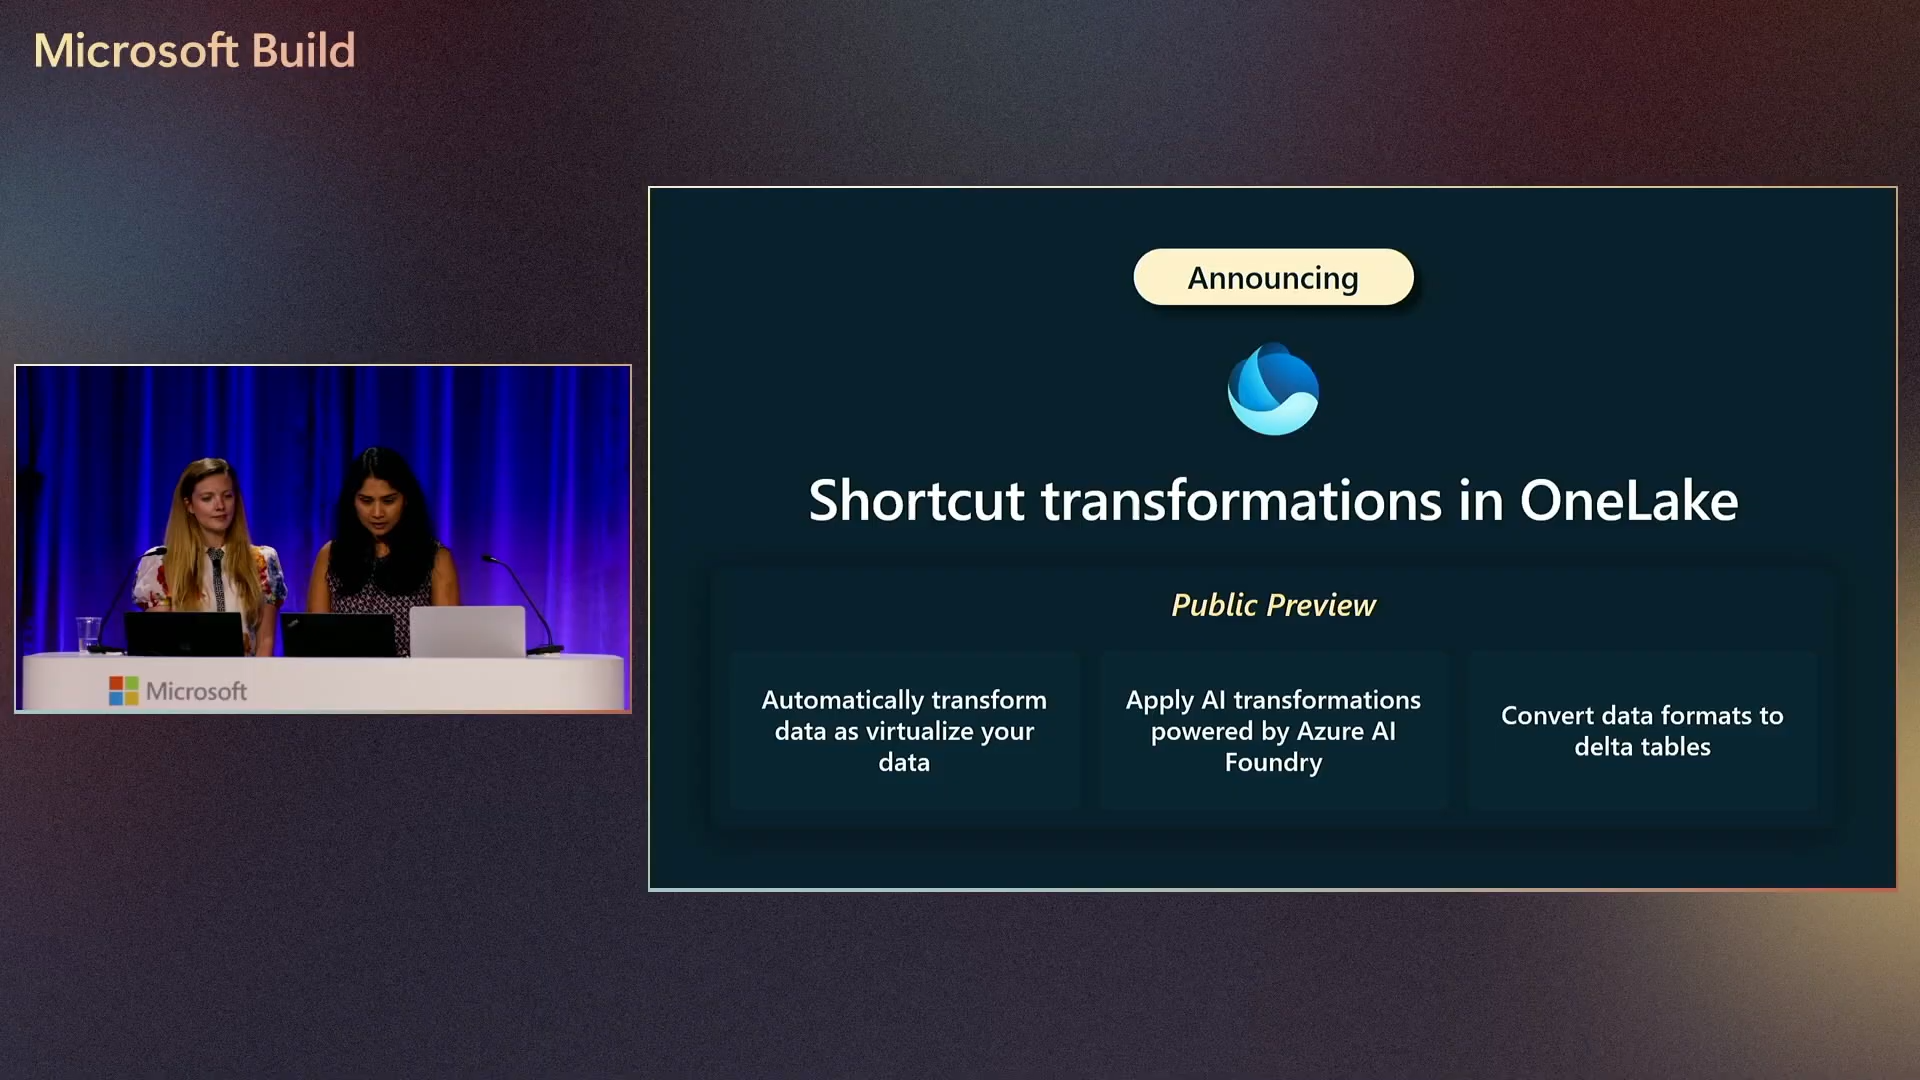 Microsoft Build
Announcing
Shortcut transformations in OneLake
Public Preview
Automatically transform
data as virtualize your
data
Apply AI transformations
powered by Azure AI
Foundry
Convert data formats to
delta tables
Microsoft